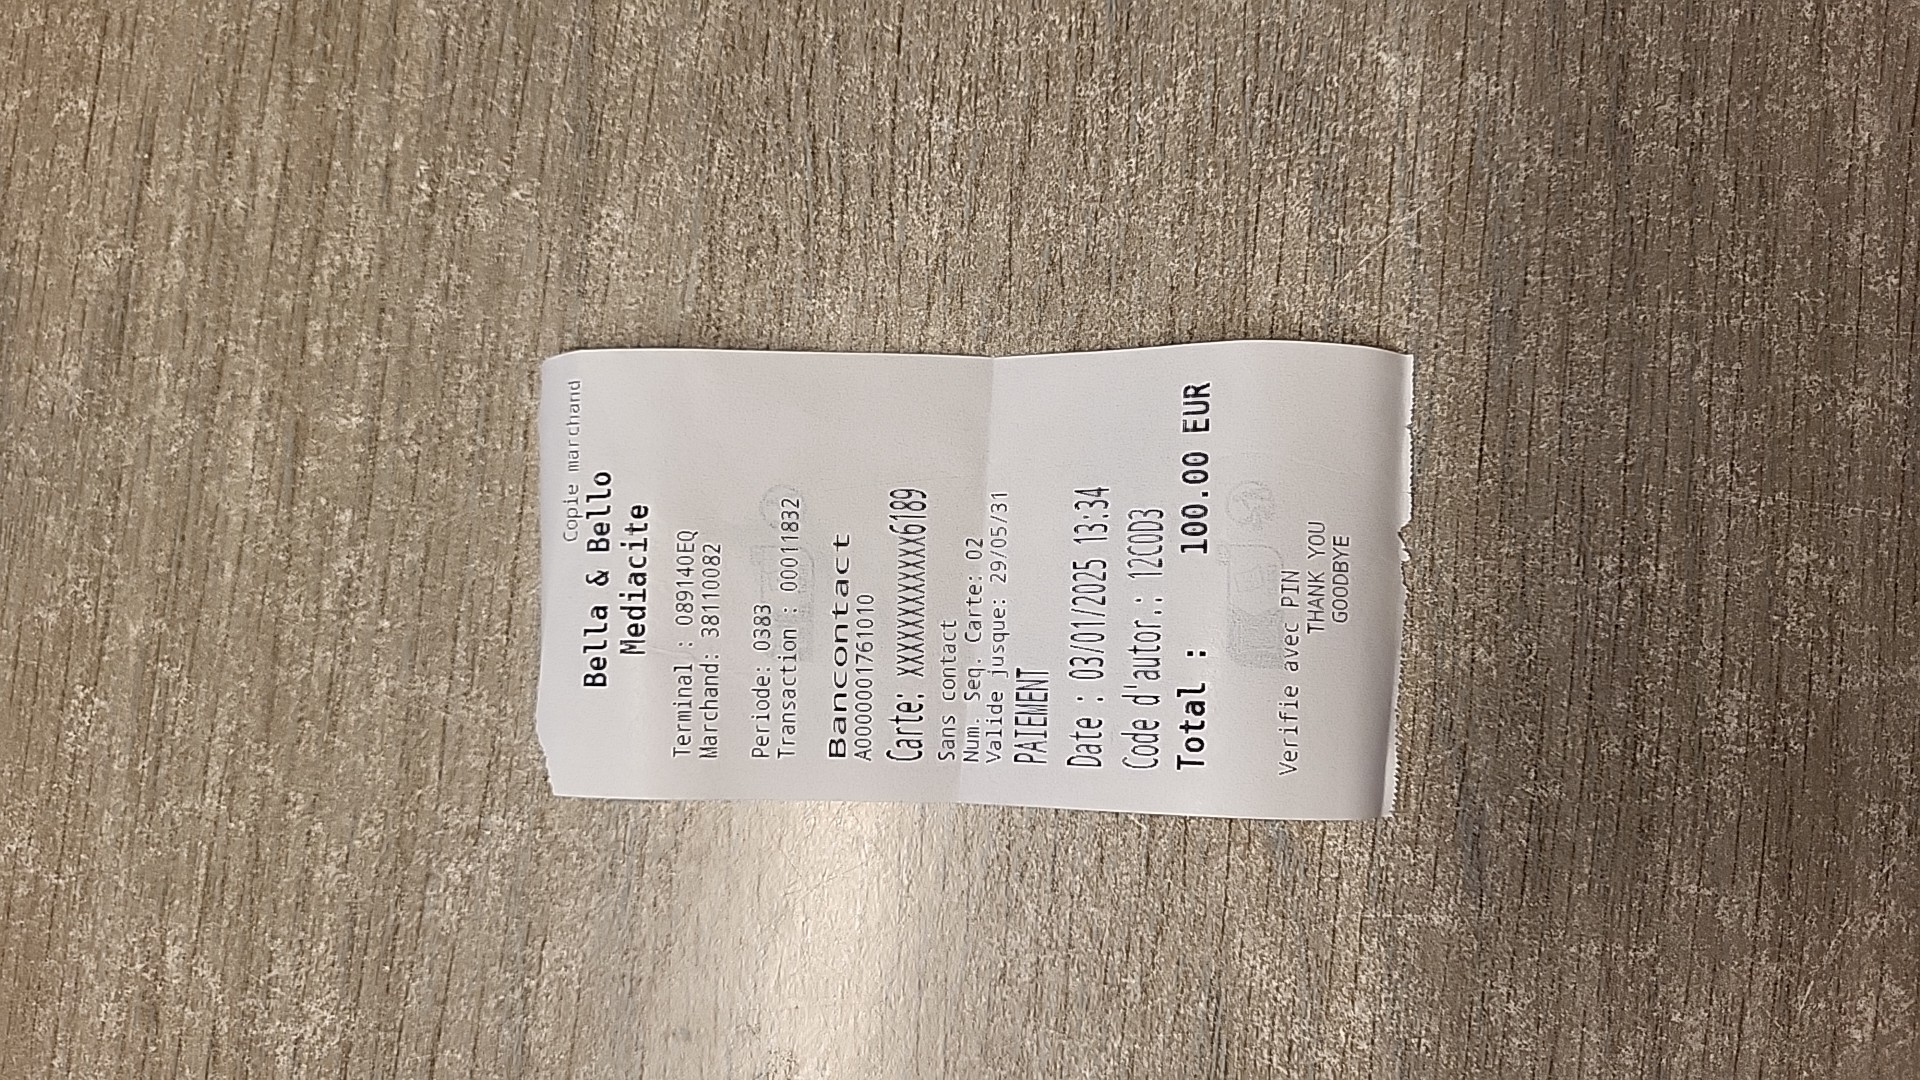 Copie marchand
Bella & Bello
Mediacite
Terminal : 089140EQ
Marchand: 38110082
Periode: 0383
Transaction : 00011832
Bancontact
A0000001761010
Carte: XXXXXXXXXXXXX6189
Sans contact
Num. Seq. Carte: 02
Valide jusque: 29/05/31
PAIEMENT
Date : 03/01/2025 13:34
Code d'autor.: 12C0D3
Total : 100.00 EUR
Verifie avec PIN
THANK YOU
GOODBYE